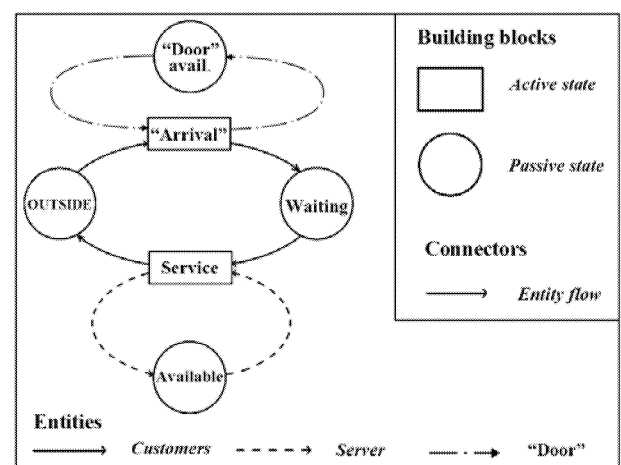 “Door”
avail.
“Arrival”
OUTSIDE
Waiting
Service
Available
Building blocks
Active state
Passive state
Connectors
Entity flow
Entities
Customers
Server
“Door”